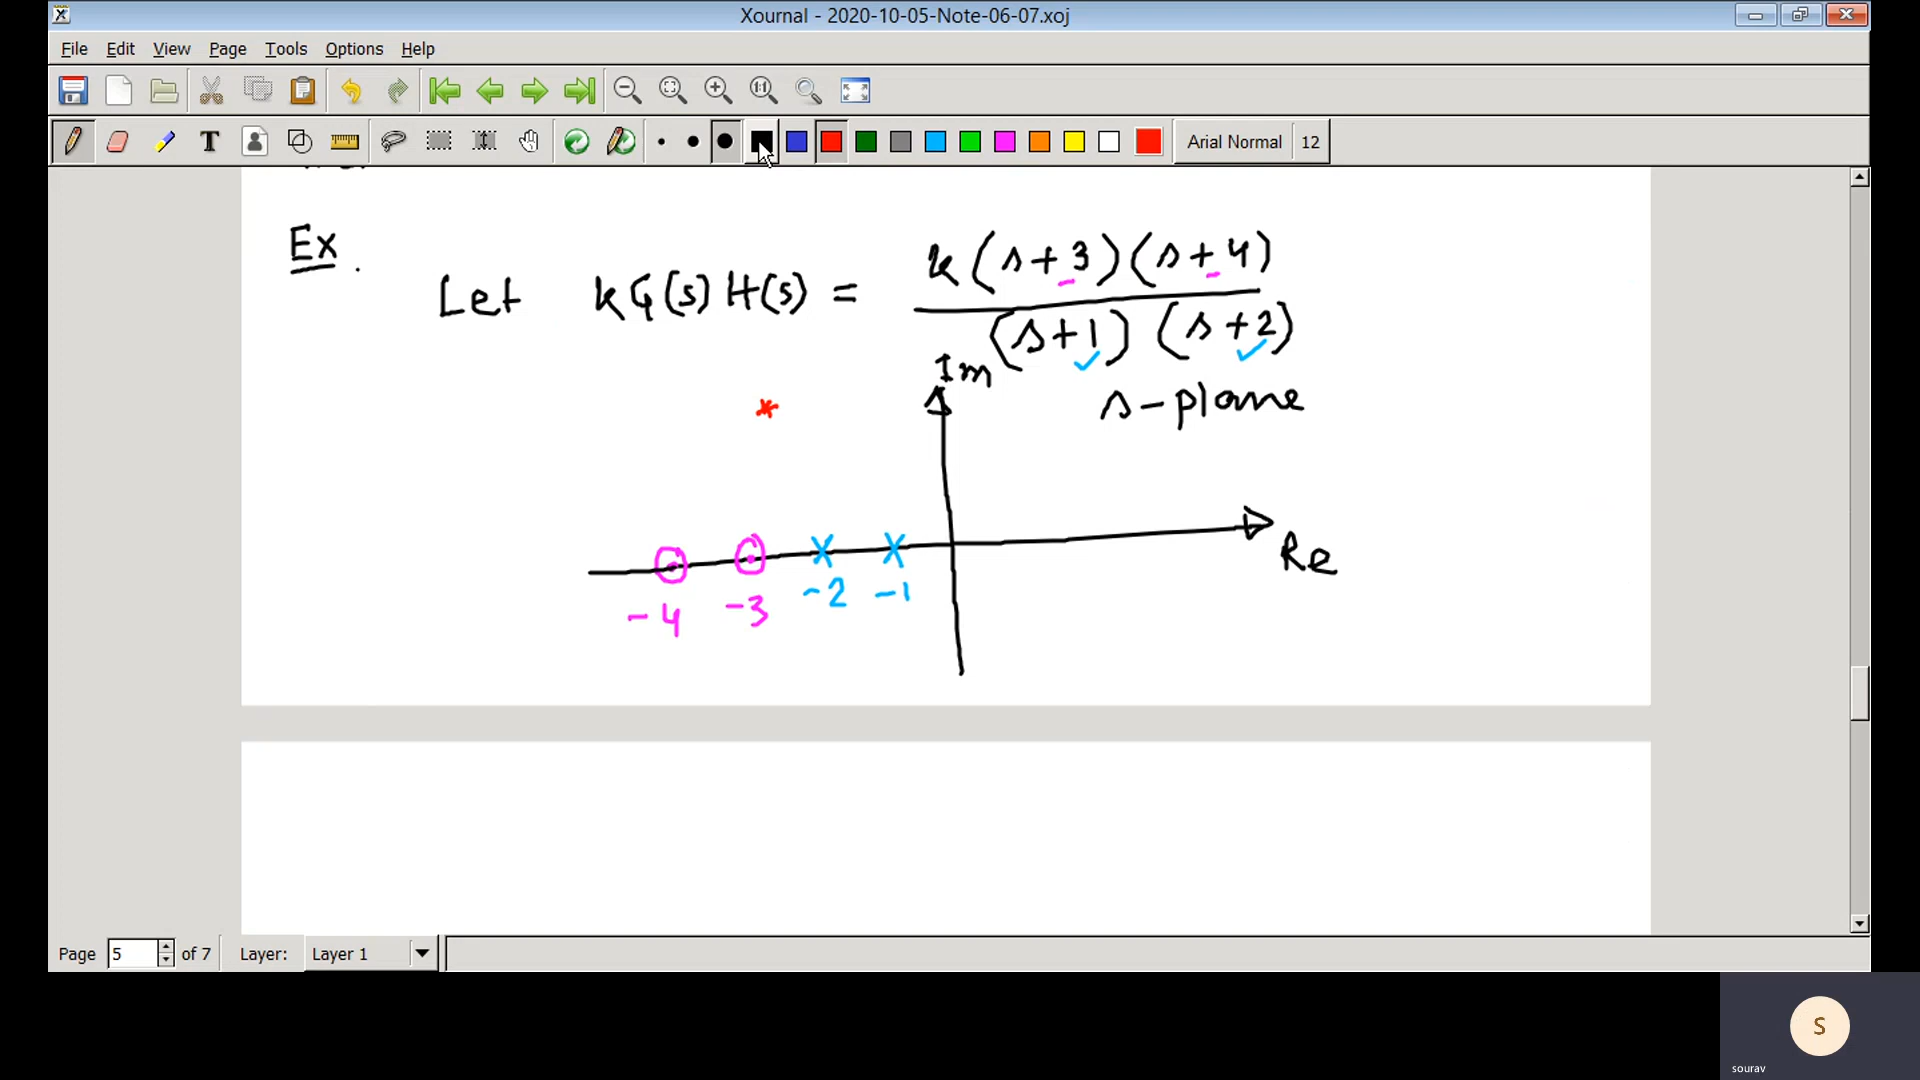 Xournal - 2020-10-05-Note-06-07.xoj
File Edit View Page Tools Options Help
Arial Normal 12
Ex.
Let KG(s)H(s) = K(s+3)(s+4)
(s+1)(s+2)
Im
s-plane
Re
-4 -3 -2 -1
Page 5 of 7 Layer: Layer 1
S
sourav